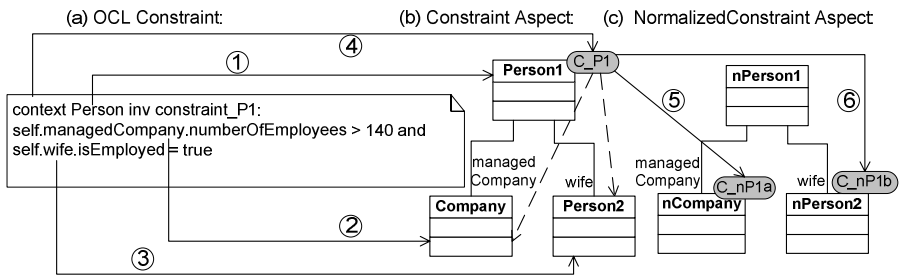 (a) OCL Constraint:
(b) Constraint Aspect:
(c) NormalizedConstraint Aspect:
④
①
Person1
C_P1
nPerson1
⑤
⑥
context Person inv constraint_P1:
self.managedCompany.numberOfEmployees > 140 and
self.wife.isEmployed = true
managed
Company
wife
managed
Company
wife
C_nP1a
C_nP1b
Company
Person2
nCompany
nPerson2
②
③